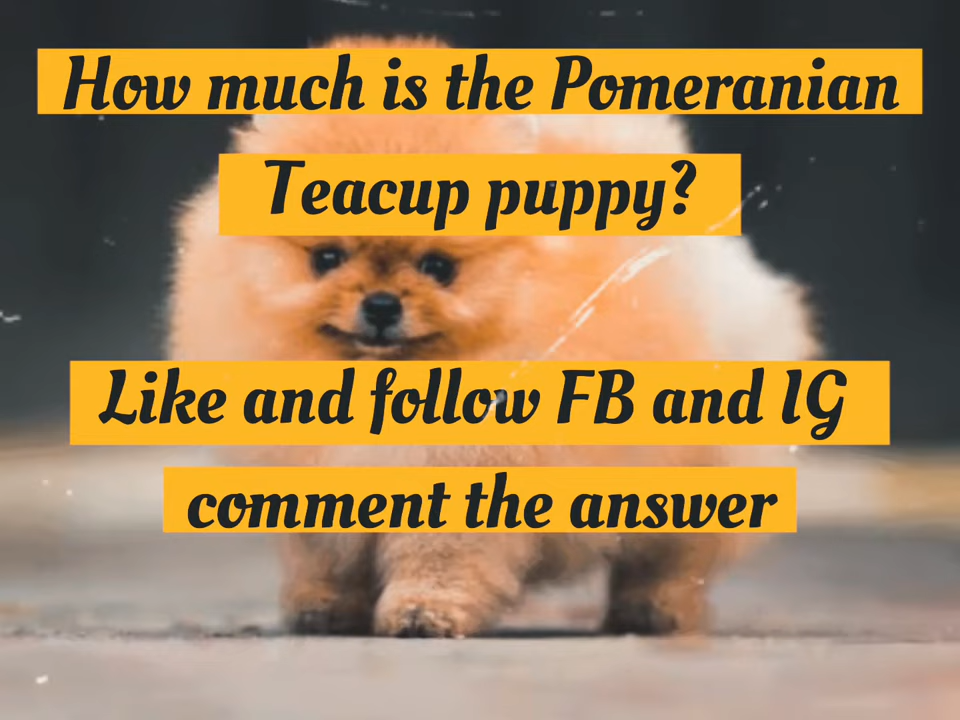 How much is the Pomeranian
Teacup puppy?
Like and follow FB and IG
comment the answer